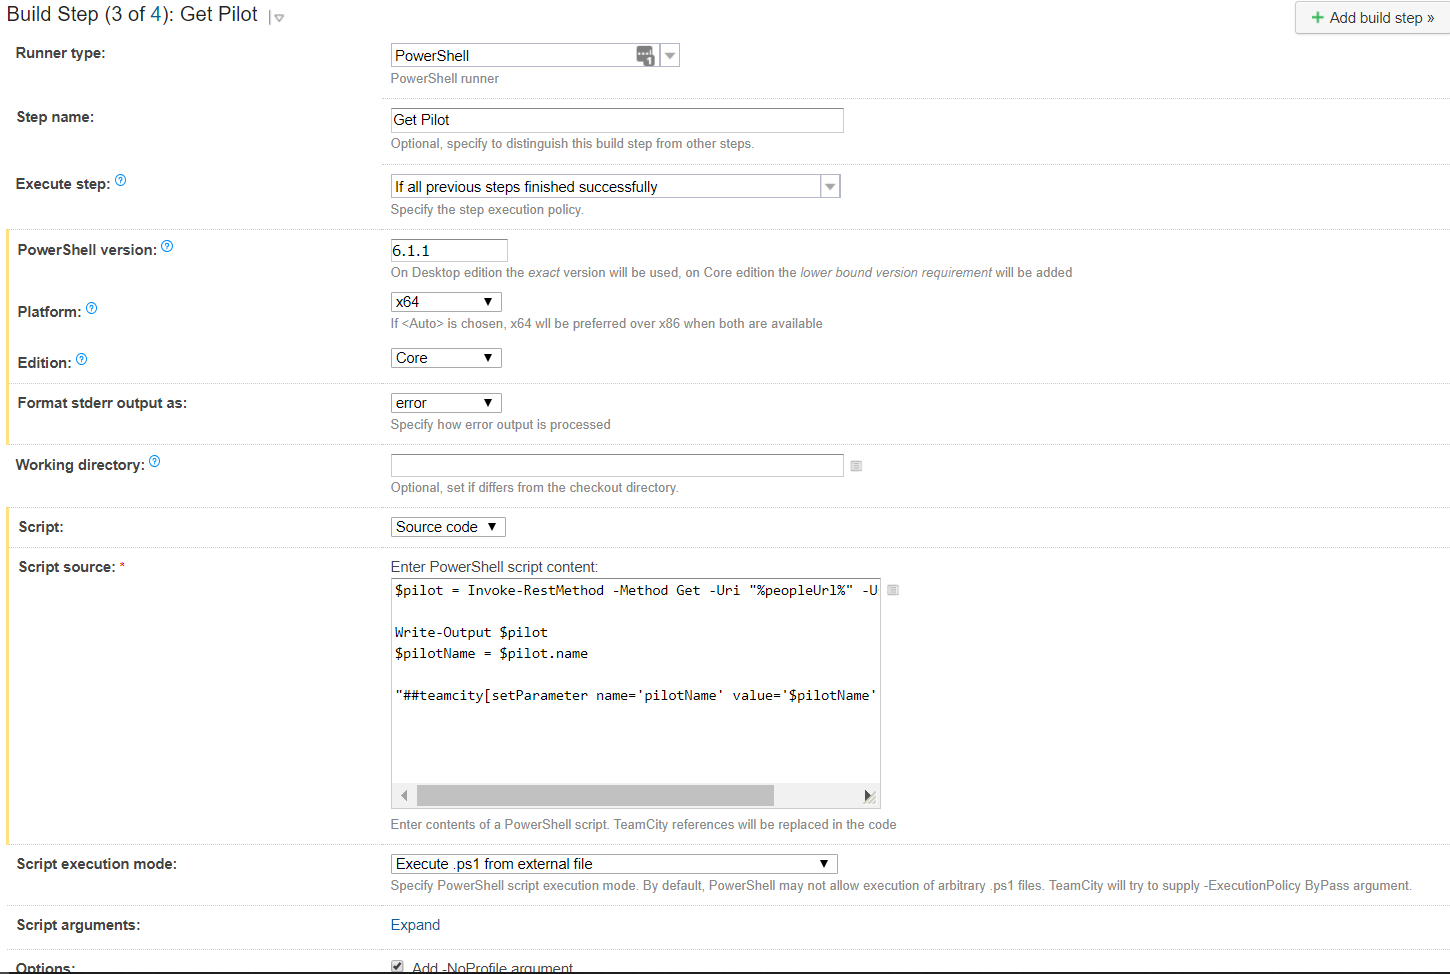 Build Step (3 of 4): Get Pilot
+ Add build step »
Runner type:
PowerShell
1
PowerShell runner
Step name:
Get Pilot
Optional, specify to distinguish this build step from other steps.
Execute step: ?
If all previous steps finished successfully
Specify the step execution policy.
PowerShell version: ?
6.1.1
On Desktop edition the exact version will be used, on Core edition the lower bound version requirement will be added
Platform: ?
x64
If <Auto> is chosen, x64 wll be preferred over x86 when both are available
Edition: ?
Core
Format stderr output as:
error
Specify how error output is processed
Working directory: ?
Optional, set if differs from the checkout directory.
Script:
Source code
Script source: *
Enter PowerShell script content:
$pilot = Invoke-RestMethod -Method Get -Uri "%peopleUrl%" -U
Write-Output $pilot
$pilotName = $pilot.name
"##teamcity[setParameter name='pilotName' value='$pilotName'
Enter contents of a PowerShell script. TeamCity references will be replaced in the code
Script execution mode:
Execute .ps1 from external file
Specify PowerShell script execution mode. By default, PowerShell may not allow execution of arbitrary .ps1 files. TeamCity will try to supply -ExecutionPolicy ByPass argument.
Script arguments:
Expand
Options:
Add -NoProfile argument